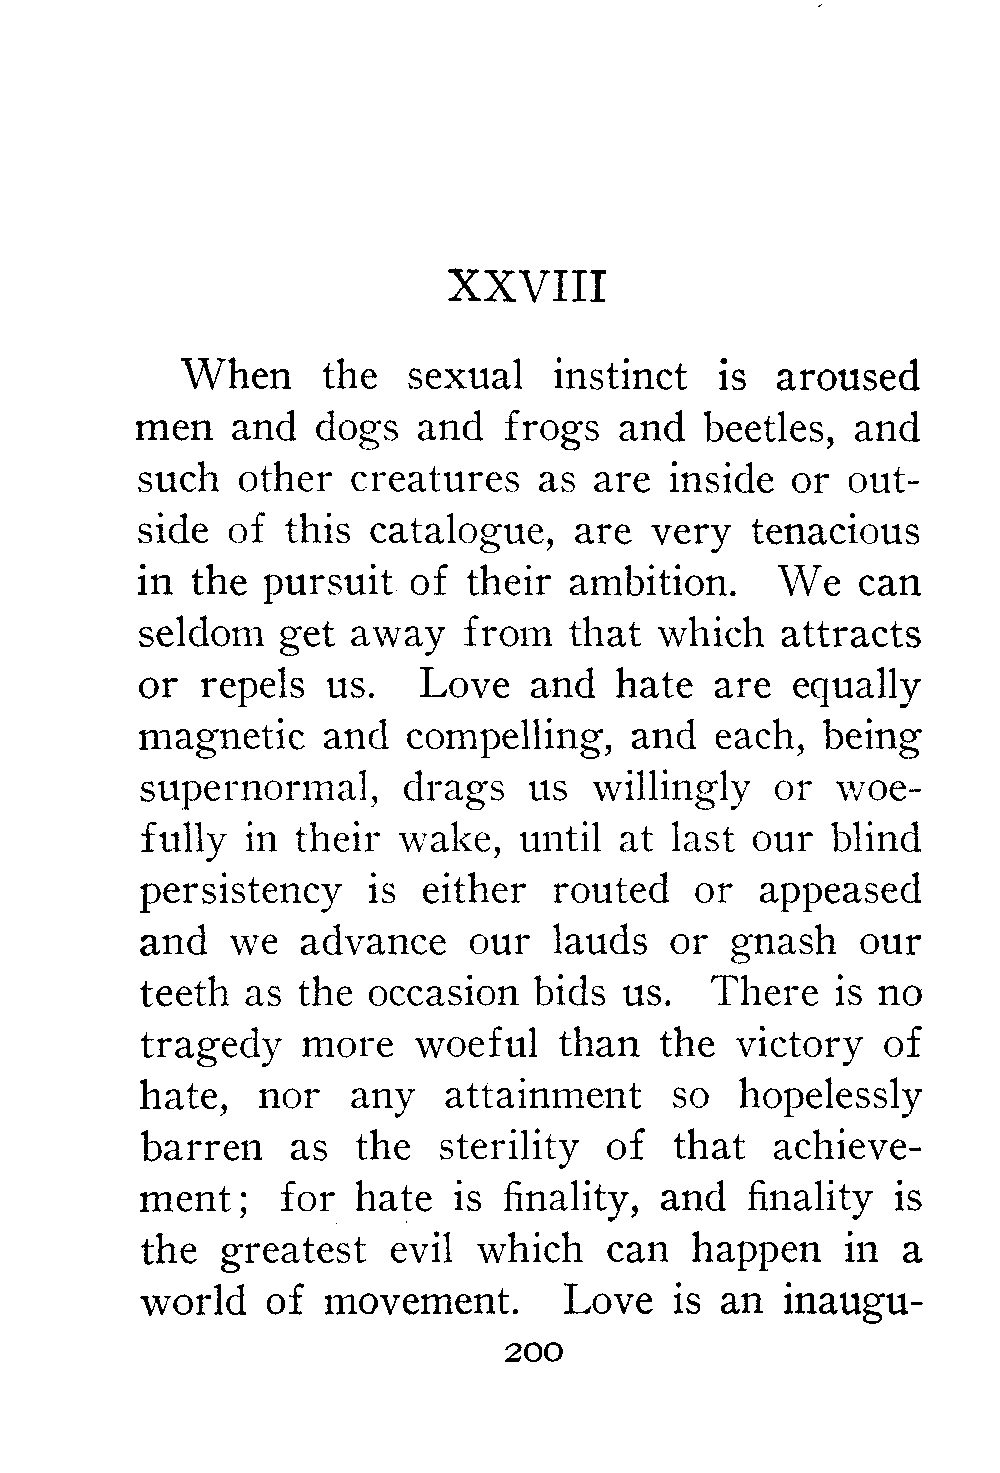 XXVIII
When the sexual instinct is aroused
men and dogs and frogs and beetles, and
such other creatures as are inside or out-
side of this catalogue, are very tenacious
in the pursuit of their ambition. We can
seldom get away from that which attracts
or repels us. Love and hate are equally
magnetic and compelling, and each, being
supernormal, drags us willingly or woe-
fully in their wake, until at last our blind
persistency is either routed or appeased
and we advance our lauds or gnash our
teeth as the occasion bids us. There is no
tragedy more woeful than the victory of
hate, nor any attainment so hopelessly
barren as the sterility of that achieve-
ment; for hate is finality, and finality is
the greatest evil which can happen in a
world of movement. Love is an inaugu-
200